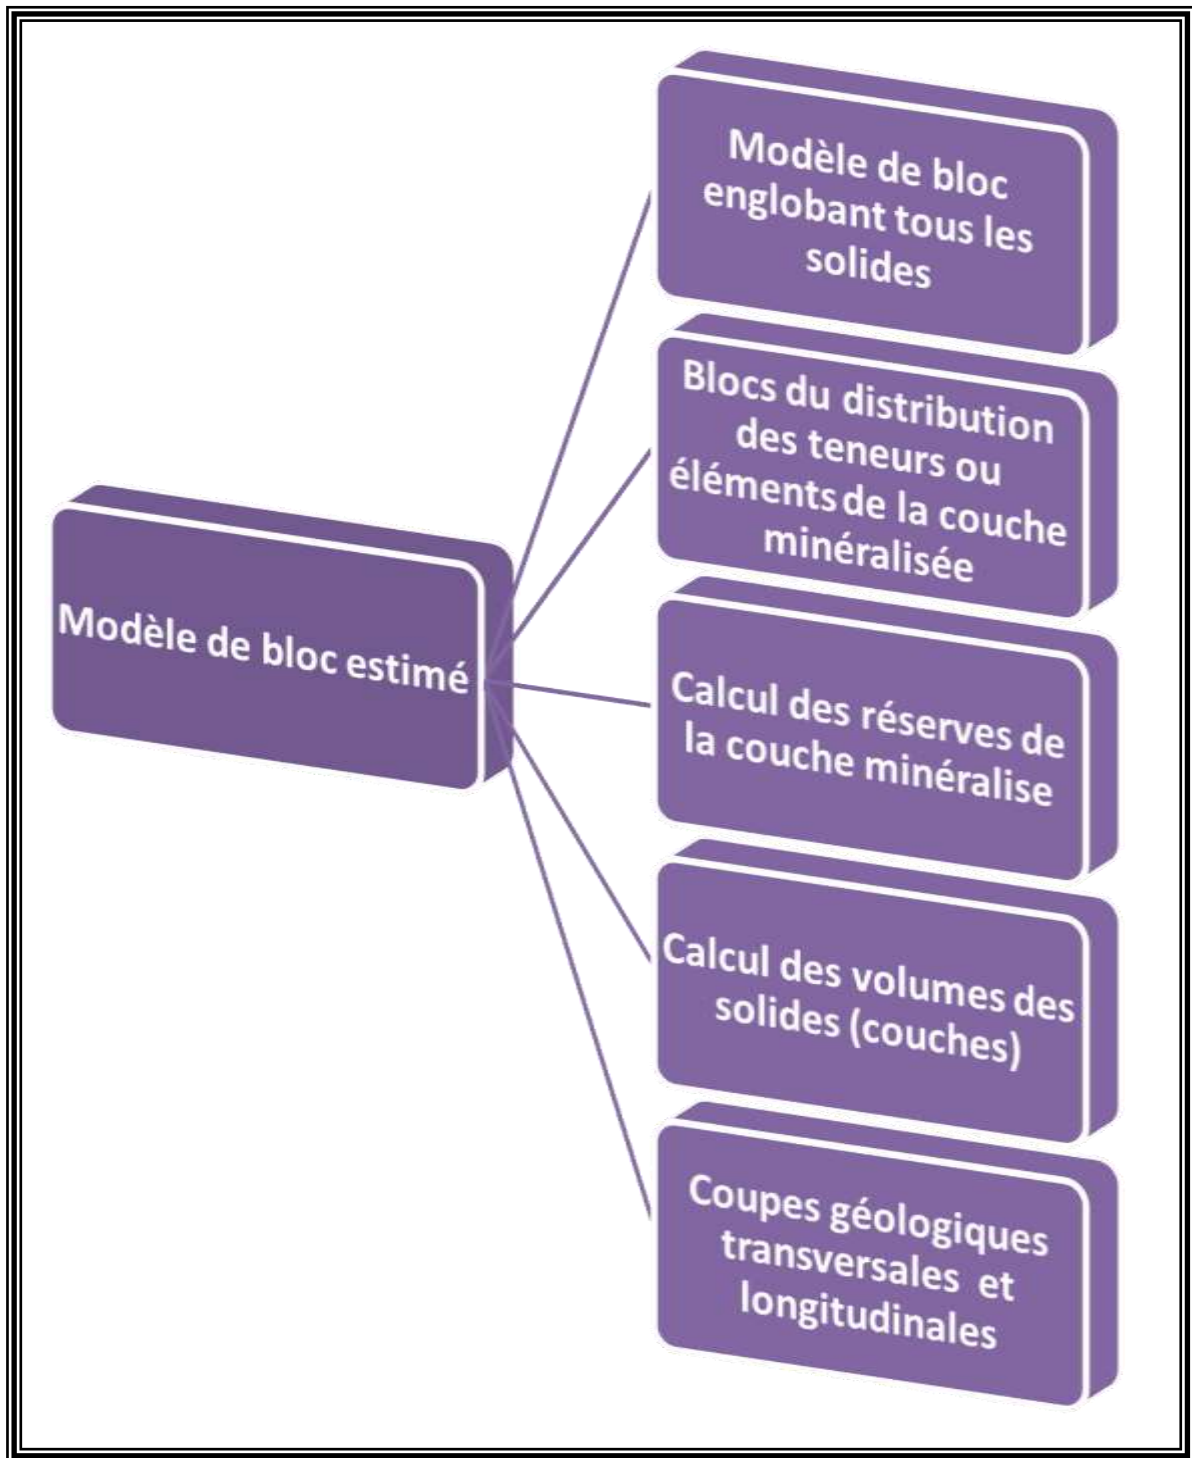 Modèle de bloc estimé
Modèle de bloc
englobant tous les
solides
Blocs du distribution
des teneurs ou
éléments de la couche
minéralisée
Calcul des réserves de
la couche minéralise
Calcul des volumes des
solides (couches)
Coupes géologiques
transversales et
longitudinales